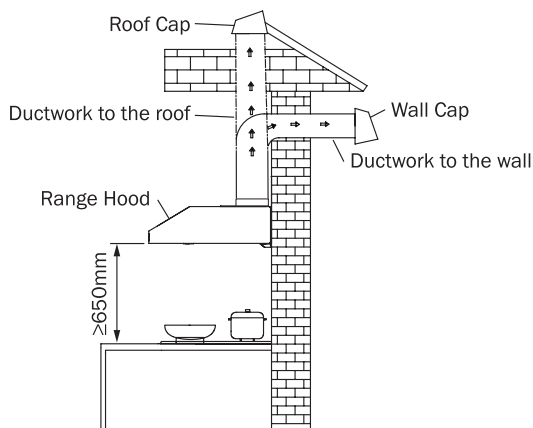 Roof Cap
Ductwork to the roof
Wall Cap
Ductwork to the wall
Range Hood
≥650mm